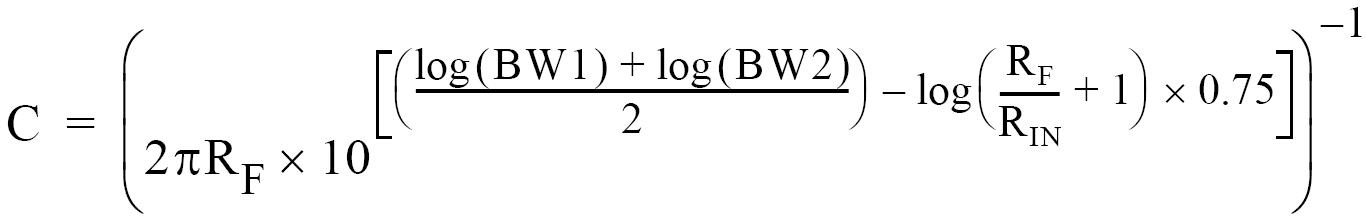 C = (2πR_F × 10^[((log(BW1) + log(BW2))/2) − log(R_F/R_IN + 1) × 0.75])^−1